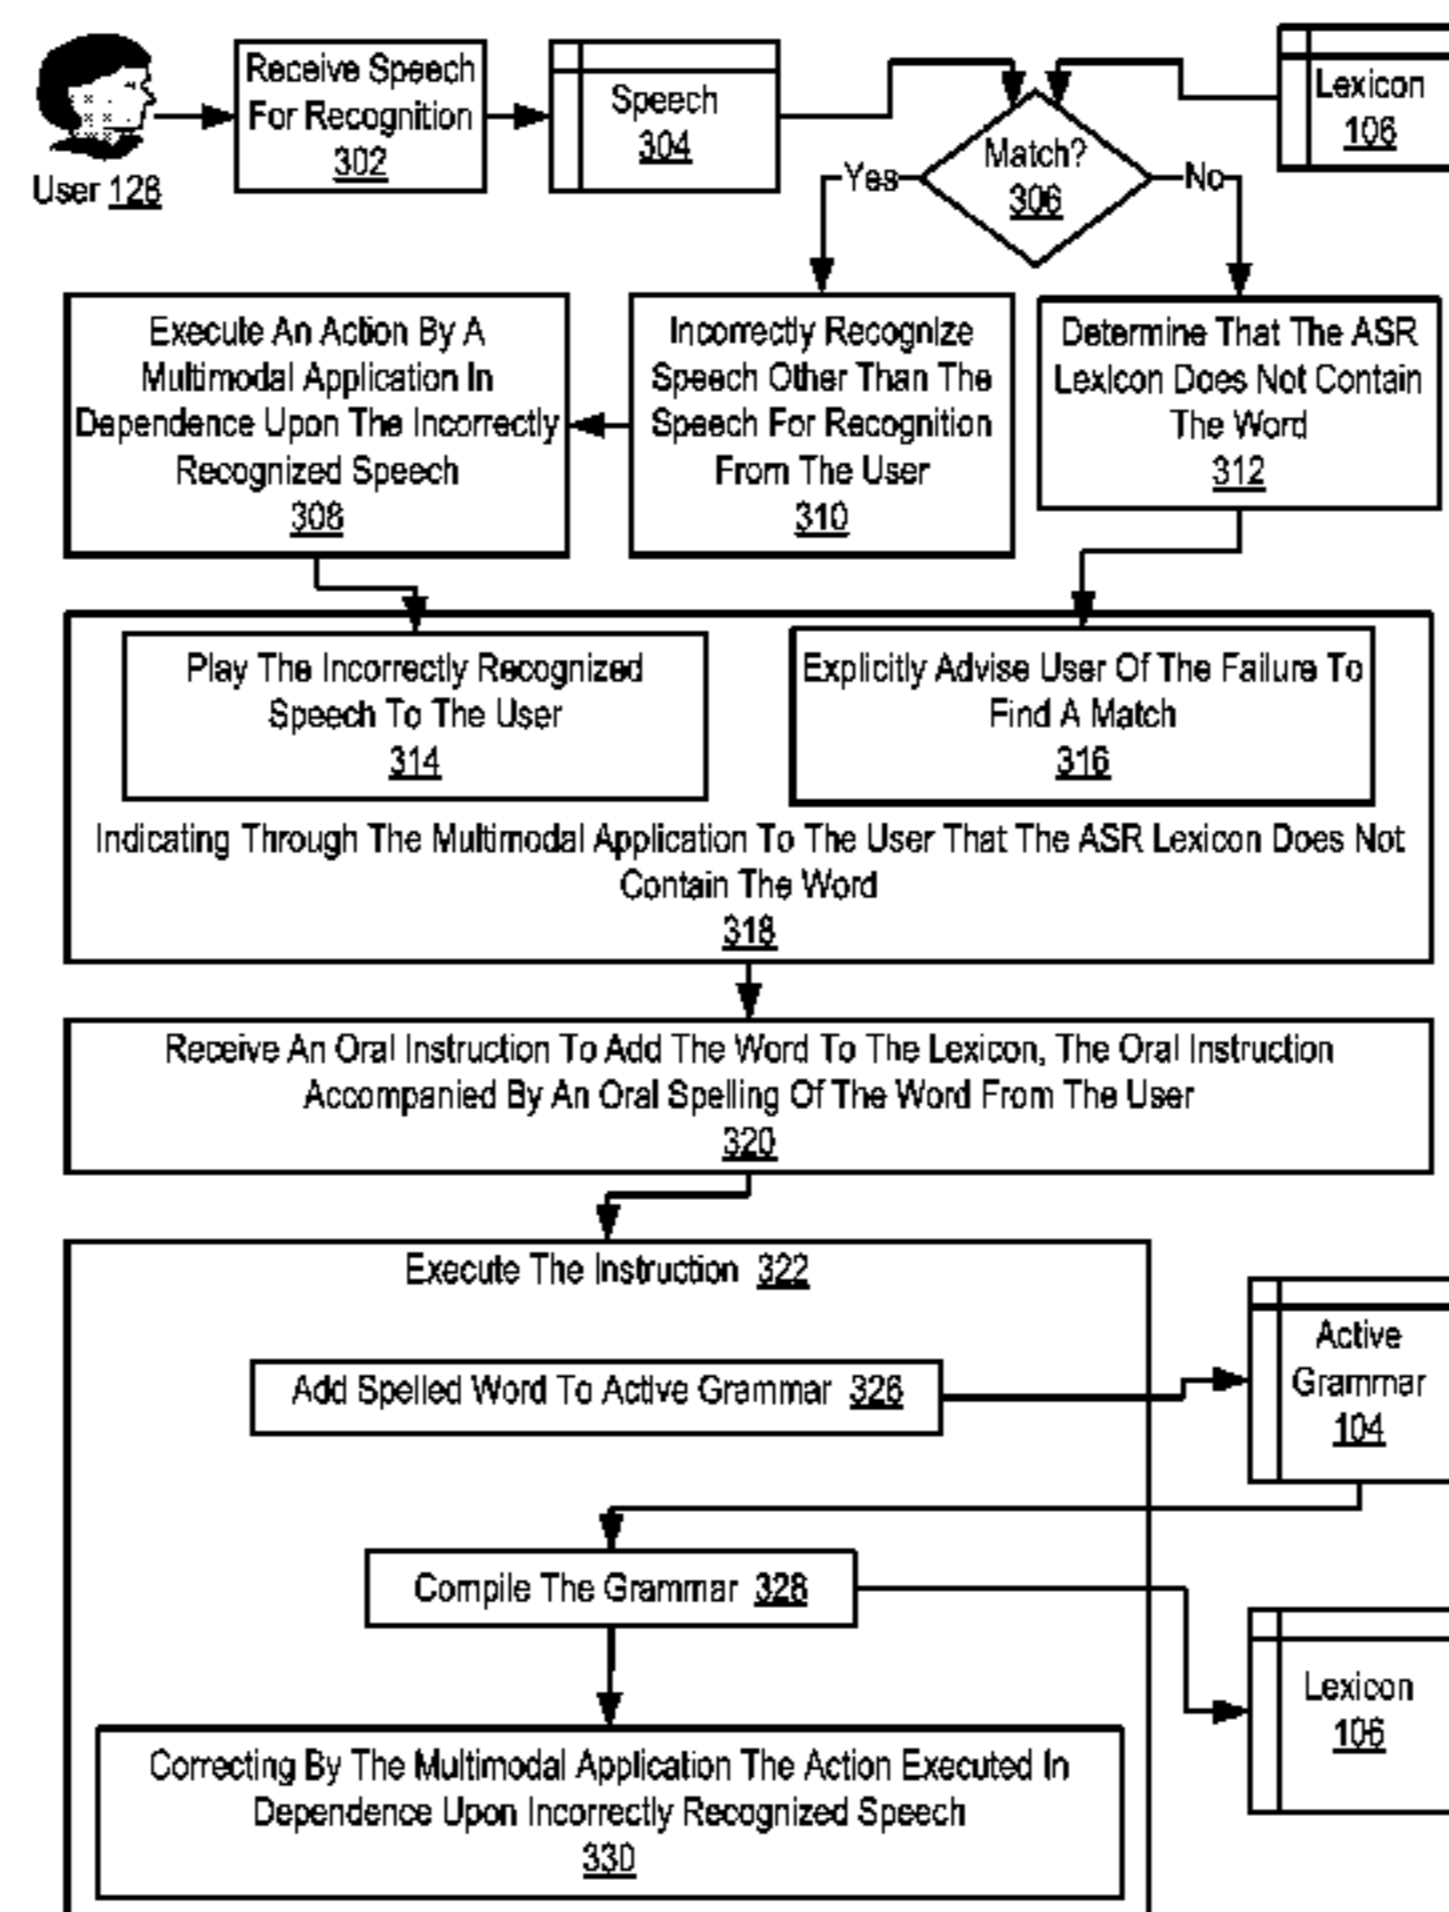 Receive Speech
For Recognition
302
User 128
Speech
304
Lexicon
106
Match?
306
Yes
No
Execute An Action By A
Multimodal Application In
Dependence Upon The Incorrectly
Recognized Speech
308
Incorrectly Recognize
Speech Other Than The
Speech For Recognition
From The User
310
Determine That The ASR
Lexicon Does Not Contain
The Word
312
Play The Incorrectly Recognized
Speech To The User
314
Explicitly Advise User Of The Failure To
Find A Match
316
Indicating Through The Multimodal Application To The User That The ASR Lexicon Does Not
Contain The Word
318
Receive An Oral Instruction To Add The Word To The Lexicon, The Oral Instruction
Accompanied By An Oral Spelling Of The Word From The User
320
Execute The Instruction 322
Add Spelled Word To Active Grammar 326
Active
Grammar
104
Compile The Grammar 328
Lexicon
106
Correcting By The Multimodal Application The Action Executed In
Dependence Upon Incorrectly Recognized Speech
330